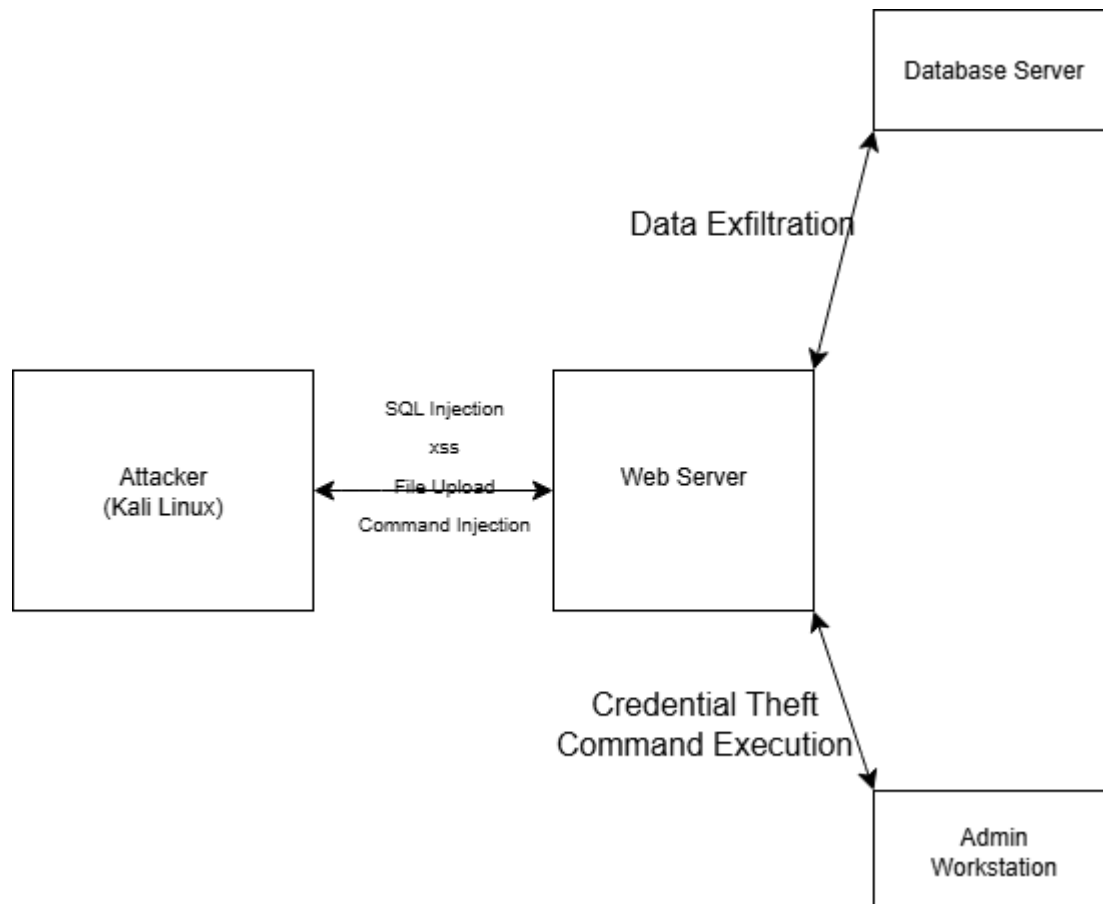 Database Server
Data Exfiltration
SQL Injection
xss
File Upload
Command Injection
Attacker
(Kali Linux)
Web Server
Credential Theft
Command Execution
Admin
Workstation